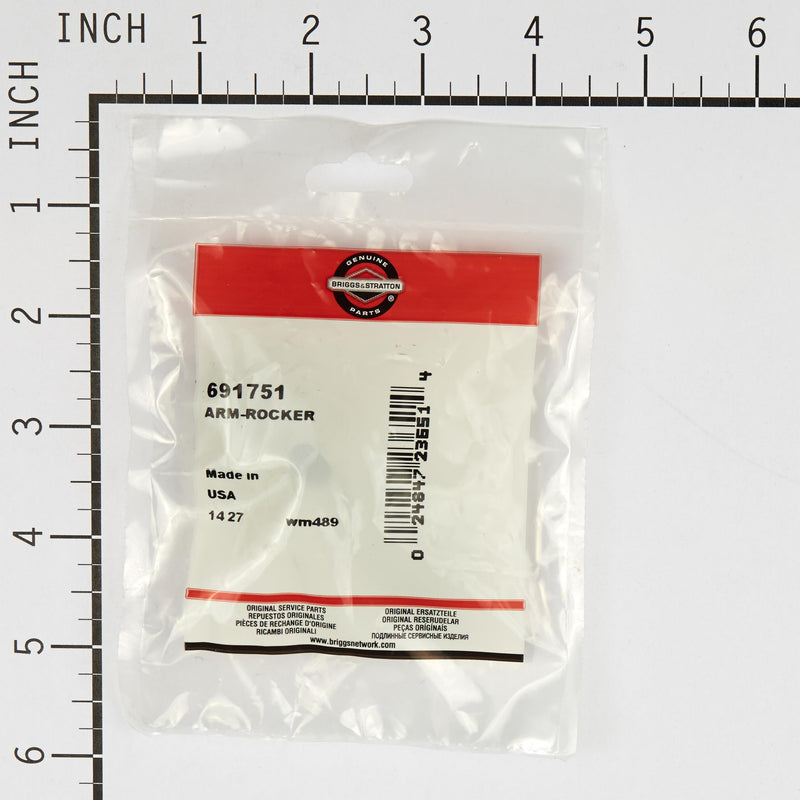 INCH 1 2 3 4 5 6
INCH
1
2
3
4
5
6
GENUINE
BRIGGS&STRATTON
®
PARTS
691751
ARM-ROCKER
Made in
USA
14 27 wm489
0 24847 23651 4
ORIGINAL SERVICE PARTS
REPUESTOS ORIGINALES
PIÈCES DE RECHANGE D'ORIGINE
RICAMBI ORIGINALI
ORIGINAL ERSATZTEILE
ORIGINAL RESERUDELAR
PEÇAS ORIGINAIS
ПОДЛИННЫЕ СЕРВИСНЫЕ ИЗДЕЛИЯ
www.briggsnetwork.com